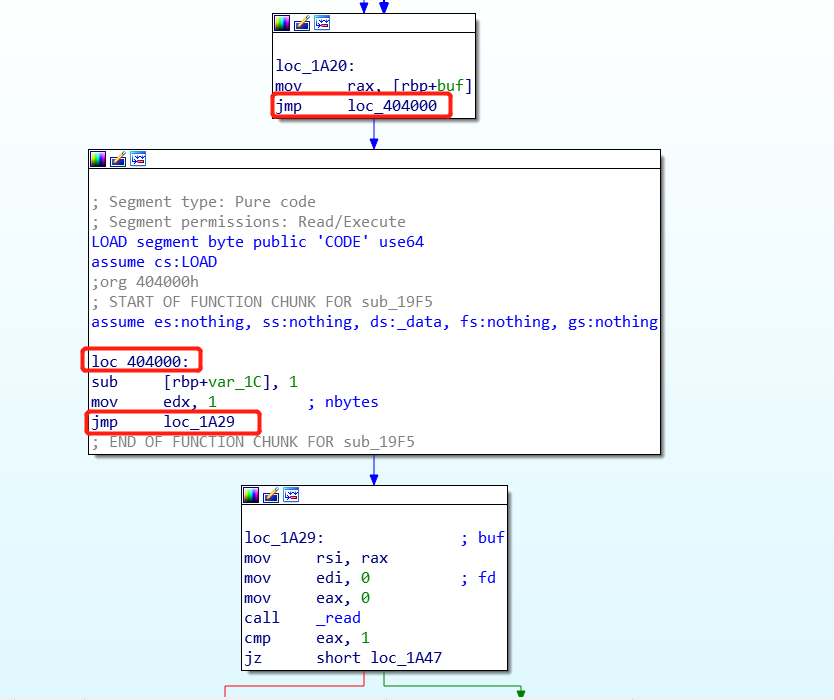 loc_1A20:
mov rax, [rbp+buf]
jmp loc_404000
; Segment type: Pure code
; Segment permissions: Read/Execute
LOAD segment byte public 'CODE' use64
assume cs:LOAD
;org 404000h
; START OF FUNCTION CHUNK FOR sub_19F5
assume es:nothing, ss:nothing, ds:_data, fs:nothing, gs:nothing
loc_404000:
sub [rbp+var_1C], 1
mov edx, 1 ; nbytes
jmp loc_1A29
; END OF FUNCTION CHUNK FOR sub_19F5
loc_1A29: ; buf
mov rsi, rax
mov edi, 0 ; fd
mov eax, 0
call _read
cmp eax, 1
jz short loc_1A47